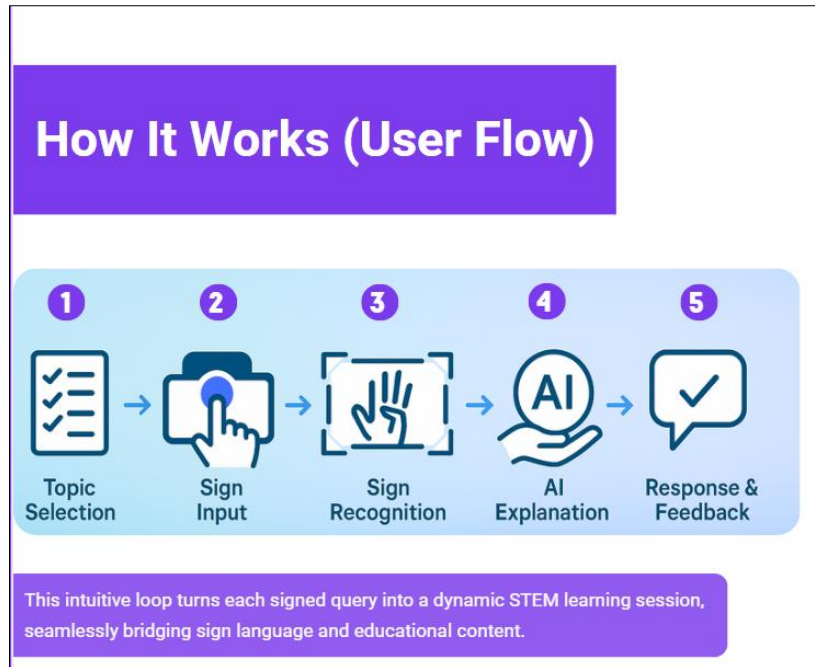 How It Works (User Flow)
1 2 3 4 5
AI
Topic Sign Sign AI Response &
Selection Input Recognition Explanation Feedback
This intuitive loop turns each signed query into a dynamic STEM learning session,
seamlessly bridging sign language and educational content.